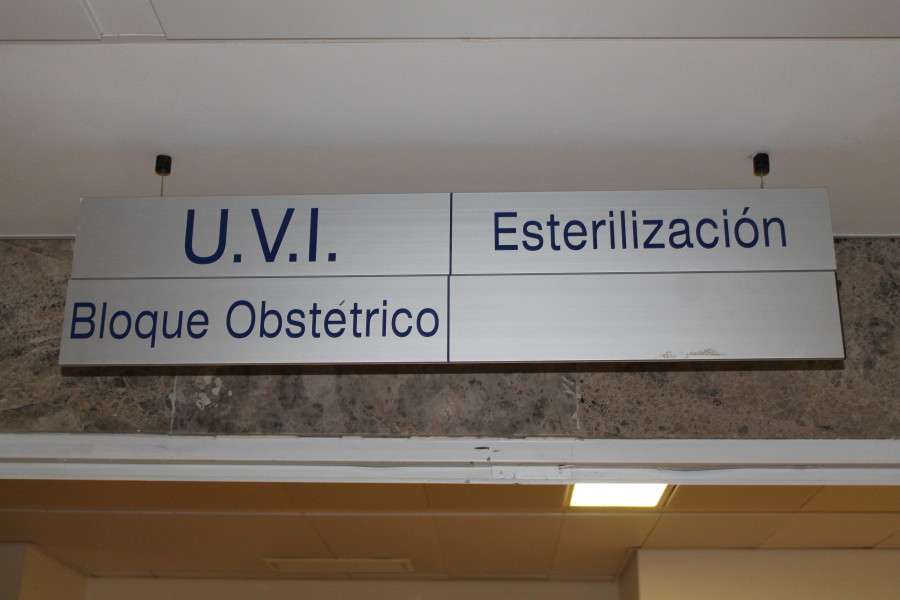 U.V.I.
Esterilización
Bloque Obstétrico